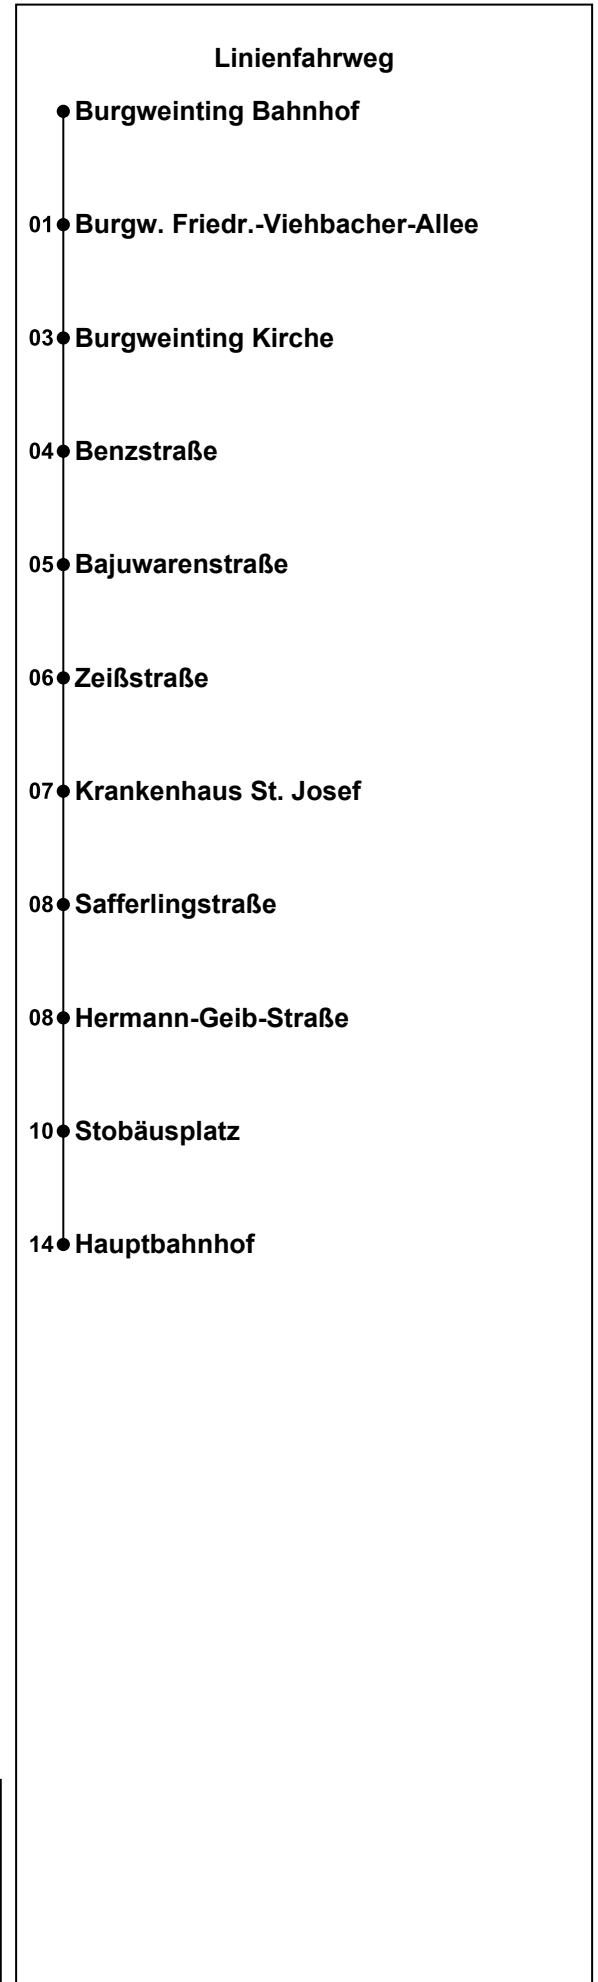 Linienfahrweg
Burgweinting Bahnhof
01 Burgw. Friedr.-Viehbacher-Allee
03 Burgweinting Kirche
04 Benzstraße
05 Bajuwarenstraße
06 Zeißstraße
07 Krankenhaus St. Josef
08 Safferlingstraße
08 Hermann-Geib-Straße
10 Stobäusplatz
14 Hauptbahnhof